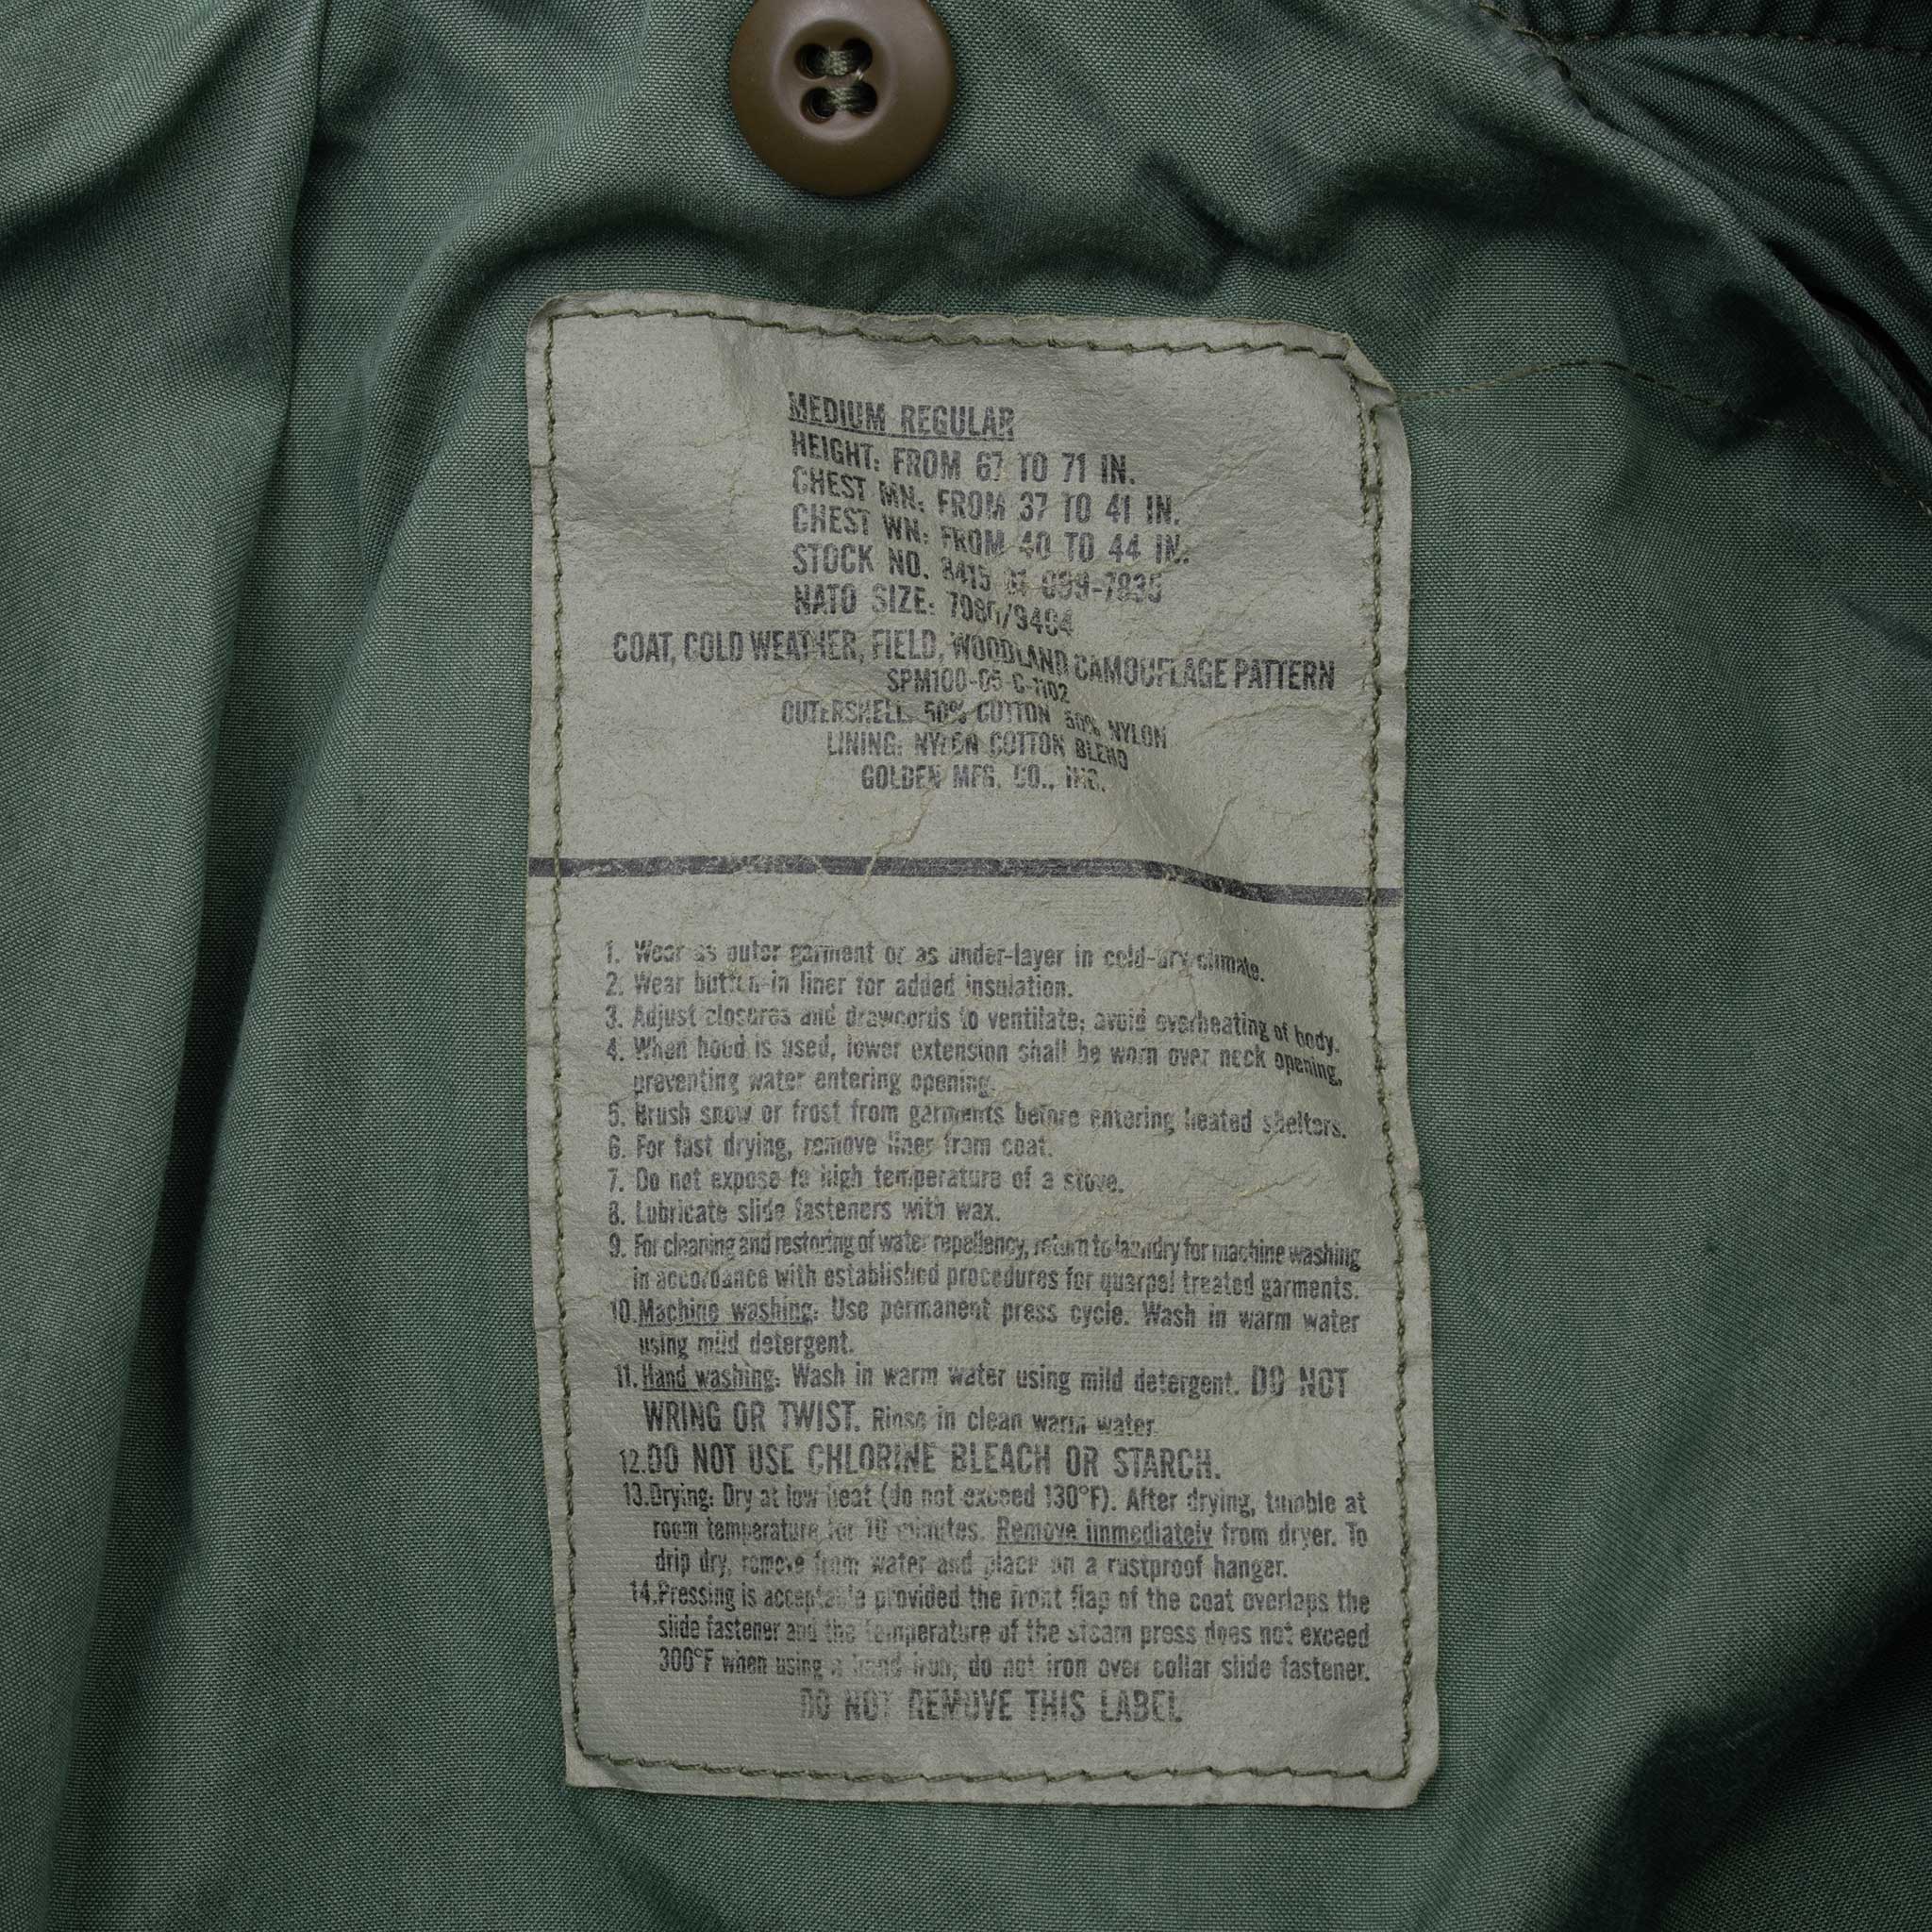 MEDIUM REGULAR
HEIGHT: FROM 67 TO 71 IN.
CHEST MN: FROM 37 TO 41 IN.
CHEST WN: FROM 40 TO 44 IN.
STOCK NO. 8415 01 099-7835
NATO SIZE: 7080/9404
COAT, COLD WEATHER, FIELD, WOODLAND CAMOUFLAGE PATTERN
SPM100-05-C-1102
OUTERSHELL. 50% COTTON 50% NYLON
LINING: NYLON COTTON BLEND
GOLDEN MFG. CO., INC.
1. Wear as outer garment or as under-layer in cold-dry climate.
2. Wear button-in liner for added insulation.
3. Adjust closures and drawcords to ventilate; avoid overheating of body.
4. When hood is used, lower extension shall be worn over neck opening,
preventing water entering opening.
5. Brush snow or frost from garments before entering heated shelters.
6. For fast drying, remove liner from coat.
7. Do not expose to high temperature of a stove.
8. Lubricate slide fasteners with wax.
9. For cleaning and restoring of water repellency, return to laundry for machine washing
in accordance with established procedures for quarpel treated garments.
10. Machine washing: Use permanent press cycle. Wash in warm water
using mild detergent.
11. Hand washing: Wash in warm water using mild detergent. DO NOT
WRING OR TWIST. Rinse in clean warm water.
12. DO NOT USE CHLORINE BLEACH OR STARCH.
13. Drying: Dry at low heat (do not exceed 130°F). After drying, tumble at
room temperature for 10 minutes. Remove immediately from dryer. To
drip dry, remove from water and place on a rustproof hanger.
14. Pressing is acceptable provided the front flap of the coat overlaps the
slide fastener and the temperature of the steam press does not exceed
300°F when using a hand iron; do not iron over collar slide fastener.
DO NOT REMOVE THIS LABEL